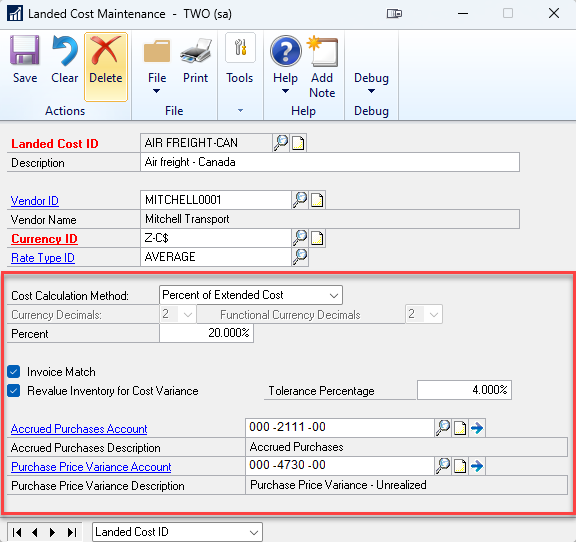 Landed Cost Maintenance - TWO (sa)
Save Clear Delete File Print Tools Help Add Note Debug
Actions File Help Debug
Landed Cost ID AIR FREIGHT-CAN
Description Air freight - Canada
Vendor ID MITCHELL0001
Vendor Name Mitchell Transport
Currency ID Z-C$
Rate Type ID AVERAGE
Cost Calculation Method: Percent of Extended Cost
Currency Decimals: 2 Functional Currency Decimals 2
Percent 20.000%
Invoice Match
Revalue Inventory for Cost Variance Tolerance Percentage 4.000%
Accrued Purchases Account 000 -2111 -00
Accrued Purchases Description Accrued Purchases
Purchase Price Variance Account 000 -4730 -00
Purchase Price Variance Description Purchase Price Variance - Unrealized
Landed Cost ID